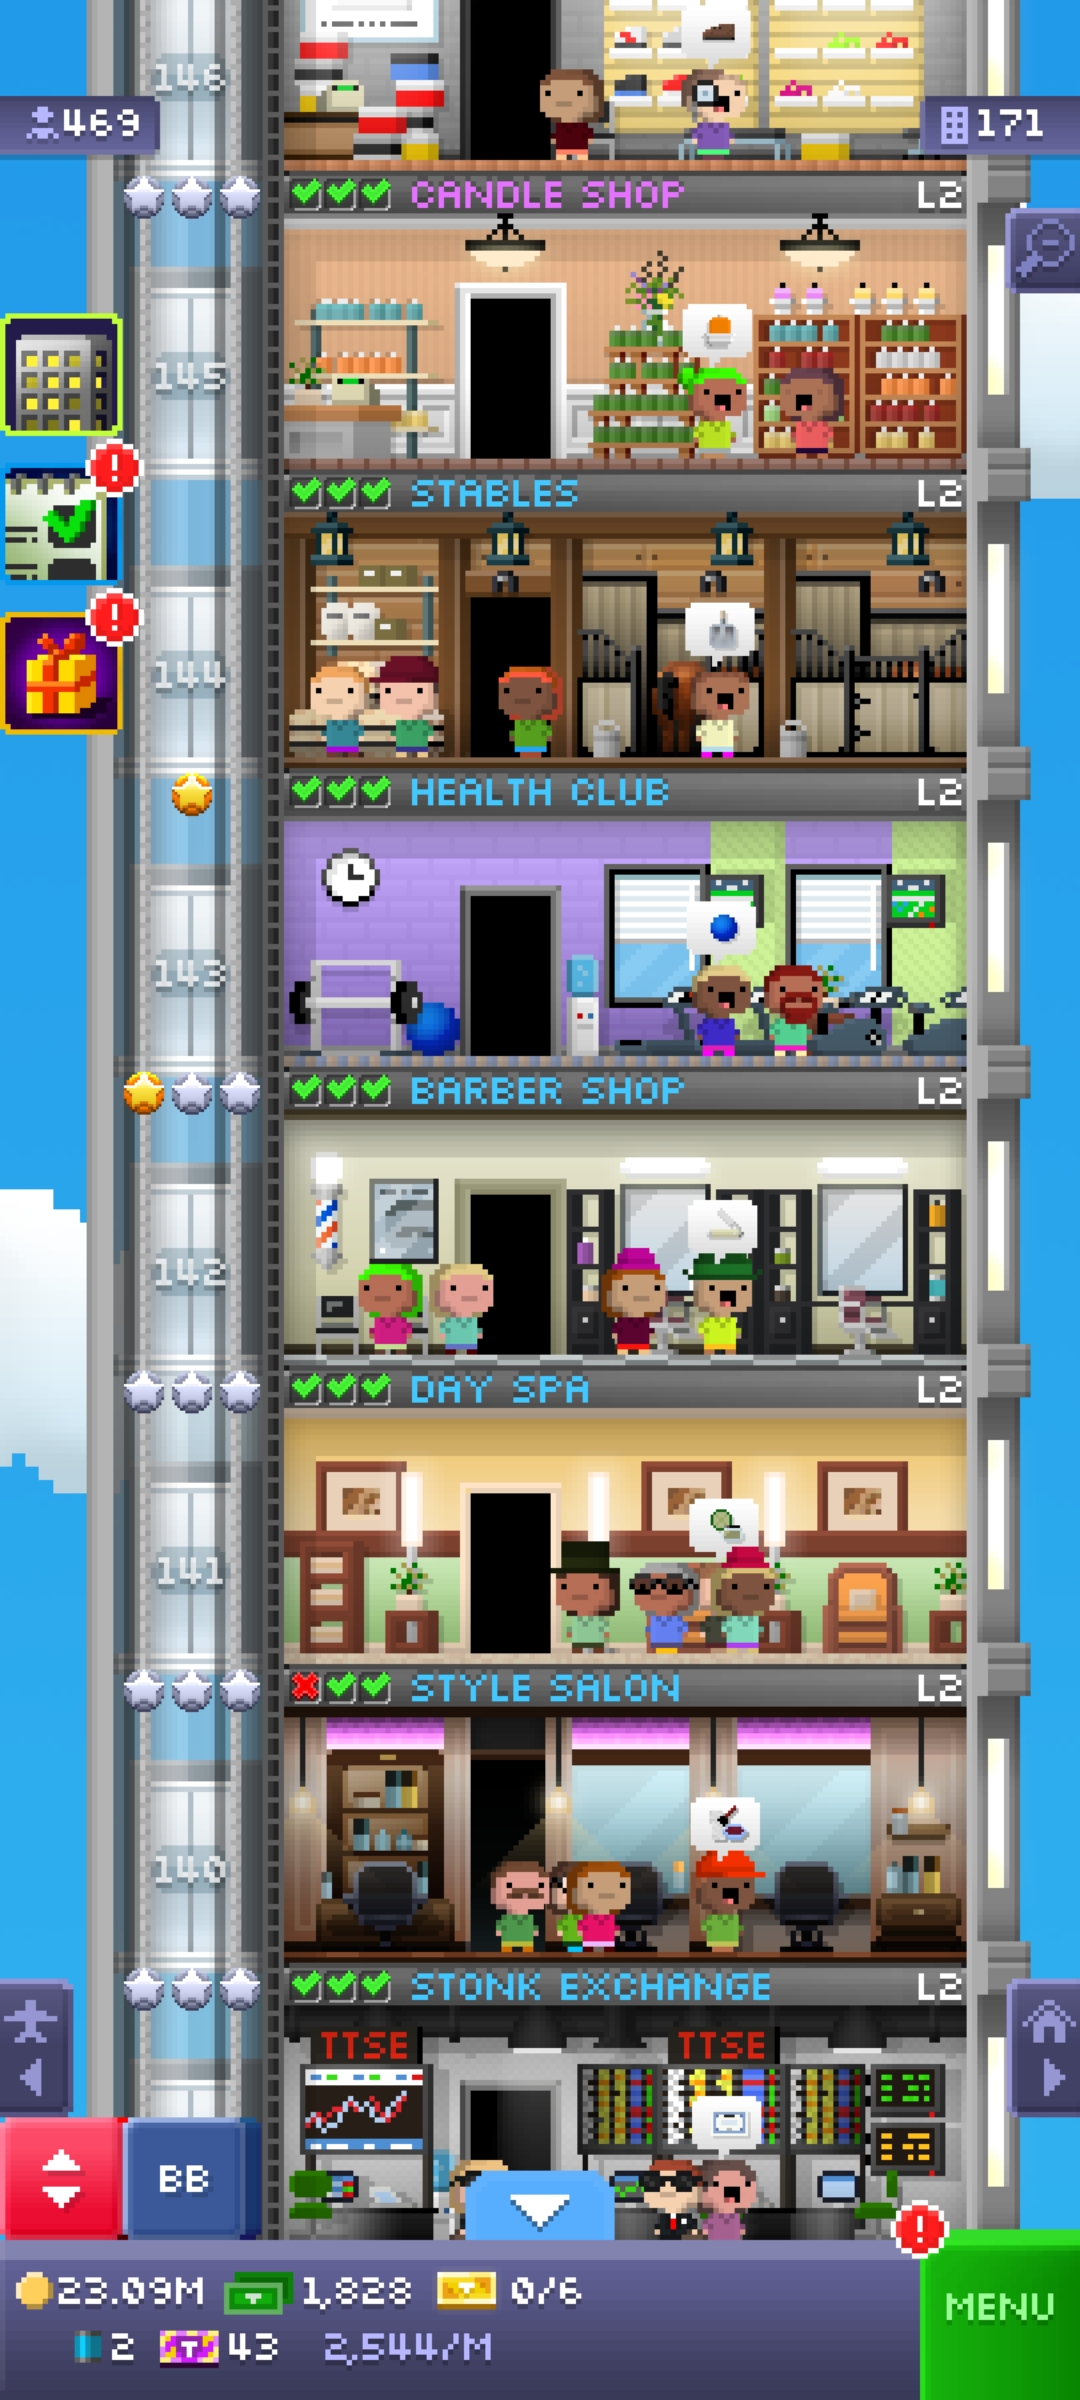 146
469
171
CANDLE SHOP L2
145
STABLES L2
144
HEALTH CLUB L2
143
BARBER SHOP L2
142
DAY SPA L2
141
STYLE SALON L2
140
STONK EXCHANGE L2
TTSE TTSE
BB
23.09M 1,828 0/6
MENU
2 T 43 2,544/M